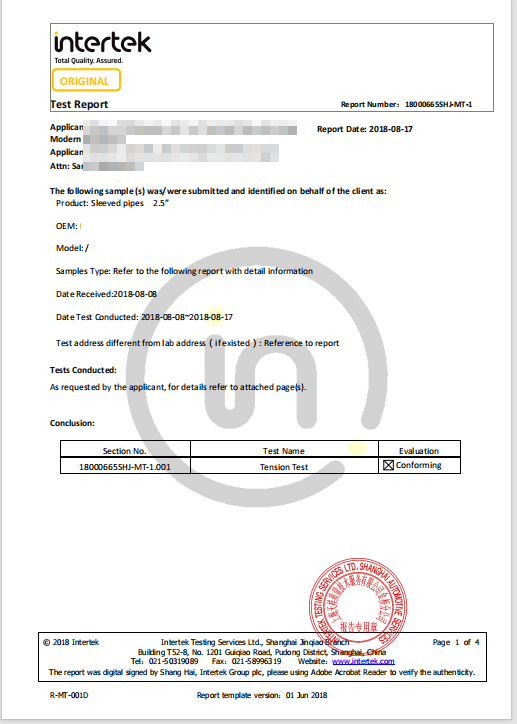 intertek
Total Quality. Assured.
ORIGINAL
Test Report
Report Number: 180006655HJ-MT-1
Applican
Report Date: 2018-08-17
Modern
Applican
Attn: Sar
The following sample (s) was/were submitted and identified on behalf of the client as:
Product: Sleeved pipes 2.5"
OEM:
Model: /
Samples Type: Refer to the following report with detail information
Date Received:2018-08-08
Date Test Conducted: 2018-08-08~2018-08-17
Test address different from lab address ( if existed ) : Reference to report
Tests Conducted:
As requested by the applicant, for details refer to attached page(s).
Conclusion:
Section No. Test Name Evaluation
18000665SHJ-MT-1.001 Tension Test ☒ Conforming
INTERTEK TESTING SERVICES LTD., SHANGHAI AUTOMOTIVE SERVICES
报告专用章
© 2018 Intertek Intertek Testing Services Ltd., Shanghai Jinqiao Branch Page 1 of 4
Building T52-8, No. 1201 Guiqiao Road, Pudong District, Shanghai, China
Tel: 021-50319089 Fax: 021-58996319 Website: www.intertek.com
The report was digital signed by Shang Hai, Intertek Group plc, please using Adobe Acrobat Reader to verify the authenticity.
R-MT-001D Report template version: 01 Jun 2018